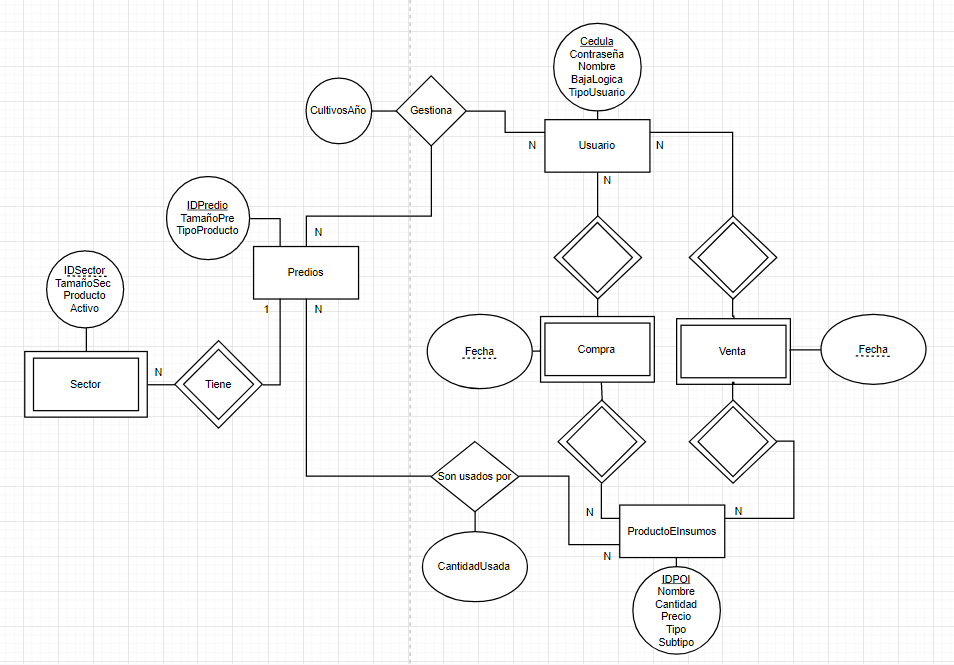 Cedula
Contraseña
Nombre
BajaLogica
TipoUsuario
CultivosAño
Gestiona
N
Usuario
N
N
IDPredio
TamañoPre
TipoProducto
N
Predios
1
N
IDSector
TamañoSec
Producto
Activo
Sector
N
Tiene
Fecha
Compra
Venta
Fecha
Son usados por
CantidadUsada
N
N
N
ProductoEInsumos
IDPOI
Nombre
Cantidad
Precio
Tipo
Subtipo